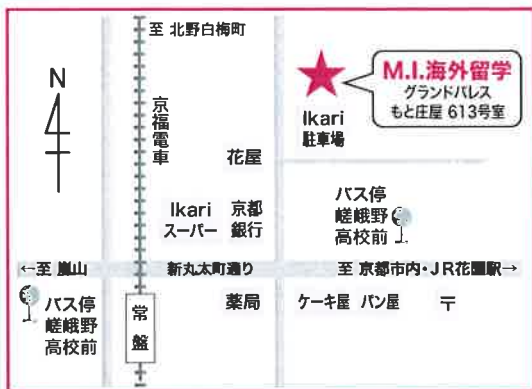 至 北野白梅町
M.I.海外留学
グランドパレス
もと庄屋 613号室
N
Ikari
駐車場
京福電車
花屋
バス停
嵯峨野
高校前
Ikari
スーパー
京都
銀行
←至 嵐山
新丸太町通り
至 京都市内・JR花園駅→
バス停
嵯峨野
高校前
常盤
薬局
ケーキ屋
パン屋
〒